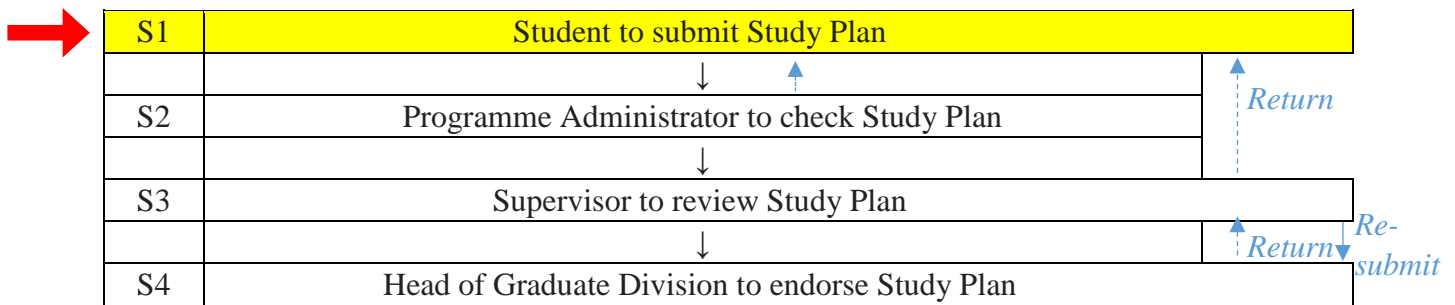 S1 Student to submit Study Plan
↓
Return
S2 Programme Administrator to check Study Plan
↓
S3 Supervisor to review Study Plan
↓
Return
Re-
submit
S4 Head of Graduate Division to endorse Study Plan